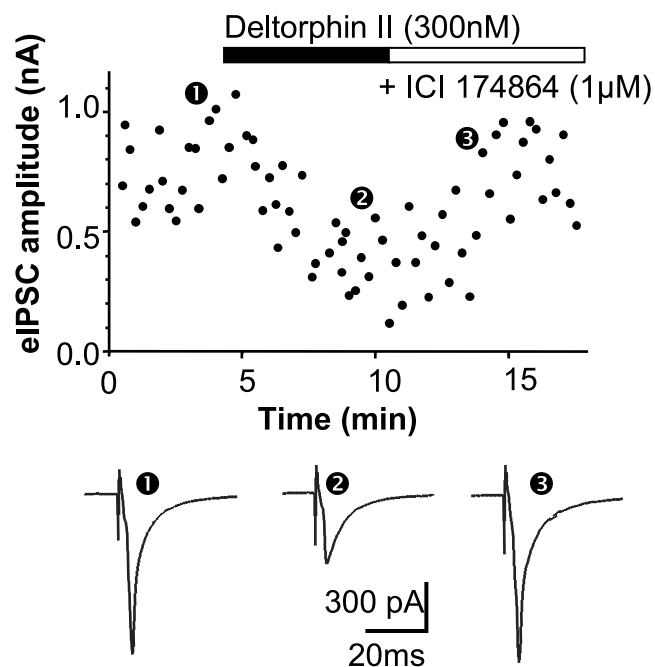 Deltorphin II (300nM)
+ ICI 174864 (1µM)
eIPSC amplitude (nA)
1.0
0.5
0.0
❶
❷
❸
0 5 10 15
Time (min)
❶ ❷ ❸
300 pA
20ms